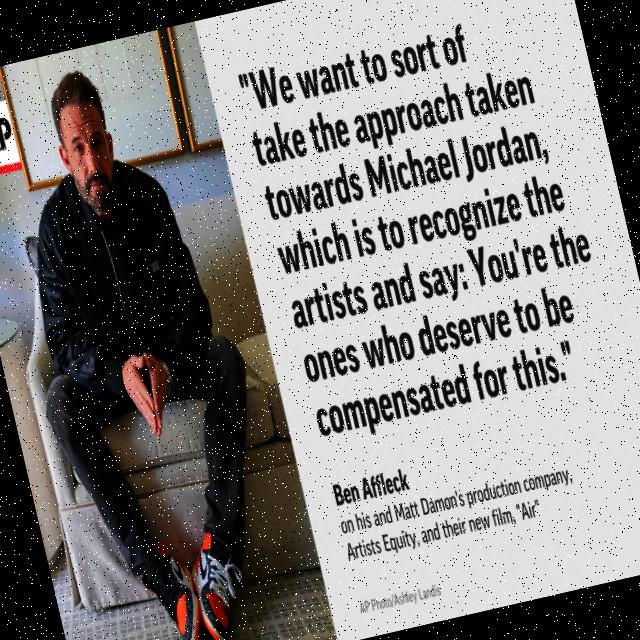 P
"We want to sort of
take the approach taken
towards Michael Jordan,
which is to recognize the
artists and say: You're the
ones who deserve to be
compensated for this."
Ben Affleck
on his and Matt Damon's production company,
Artists Equity, and their new film, "Air"
AP Photo/Ashley Landis